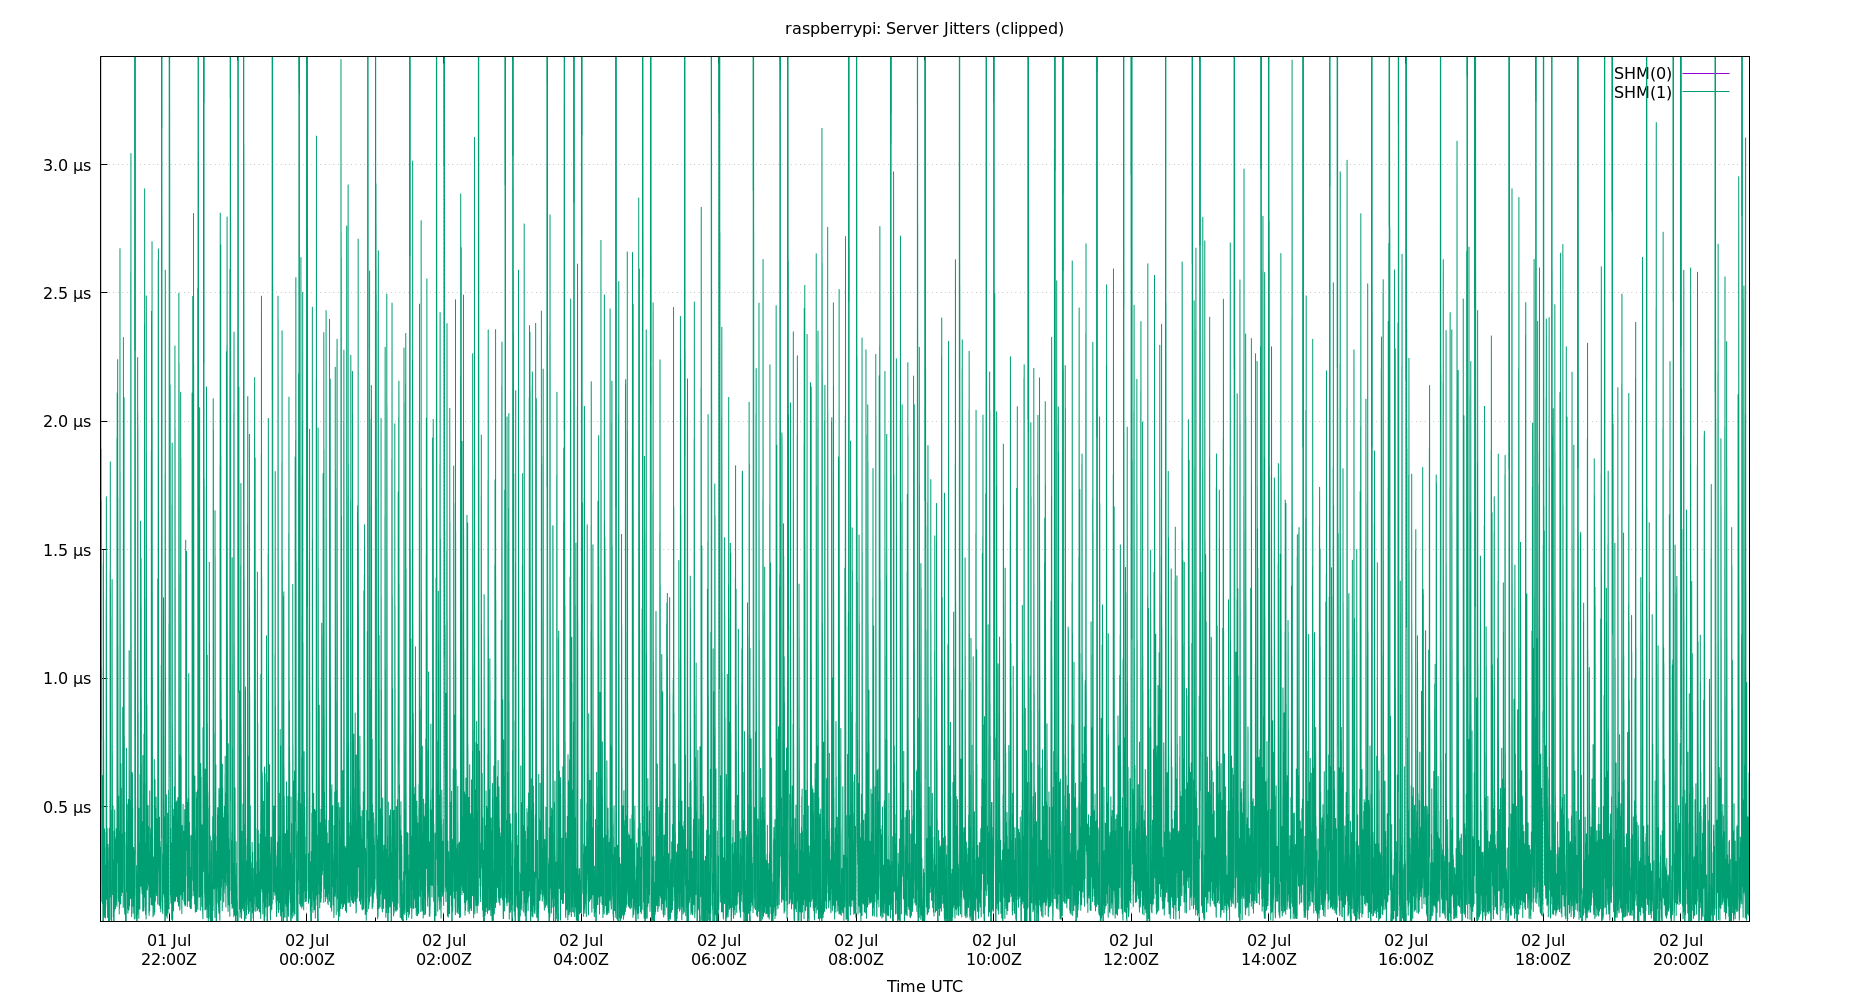 raspberrypi: Server Jitters (clipped)
SHM(0)
SHM(1)
3.0 µs
2.5 µs
2.0 µs
1.5 µs
1.0 µs
0.5 µs
01 Jul 02 Jul 02 Jul 02 Jul 02 Jul 02 Jul 02 Jul 02 Jul 02 Jul 02 Jul 02 Jul 02 Jul
22:00Z 00:00Z 02:00Z 04:00Z 06:00Z 08:00Z 10:00Z 12:00Z 14:00Z 16:00Z 18:00Z 20:00Z
Time UTC